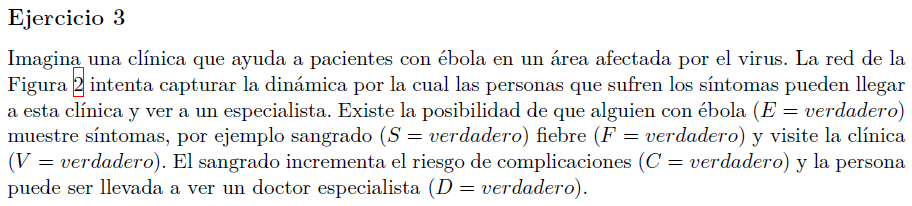 Ejercicio 3
Imagina una clínica que ayuda a pacientes con ébola en un área afectada por el virus. La red de la
Figura 2 intenta capturar la dinámica por la cual las personas que sufren los síntomas pueden llegar
a esta clínica y ver a un especialista. Existe la posibilidad de que alguien con ébola (E = verdadero)
muestre síntomas, por ejemplo sangrado (S = verdadero) fiebre (F = verdadero) y visite la clínica
(V = verdadero). El sangrado incrementa el riesgo de complicaciones (C = verdadero) y la persona
puede ser llevada a ver un doctor especialista (D = verdadero).